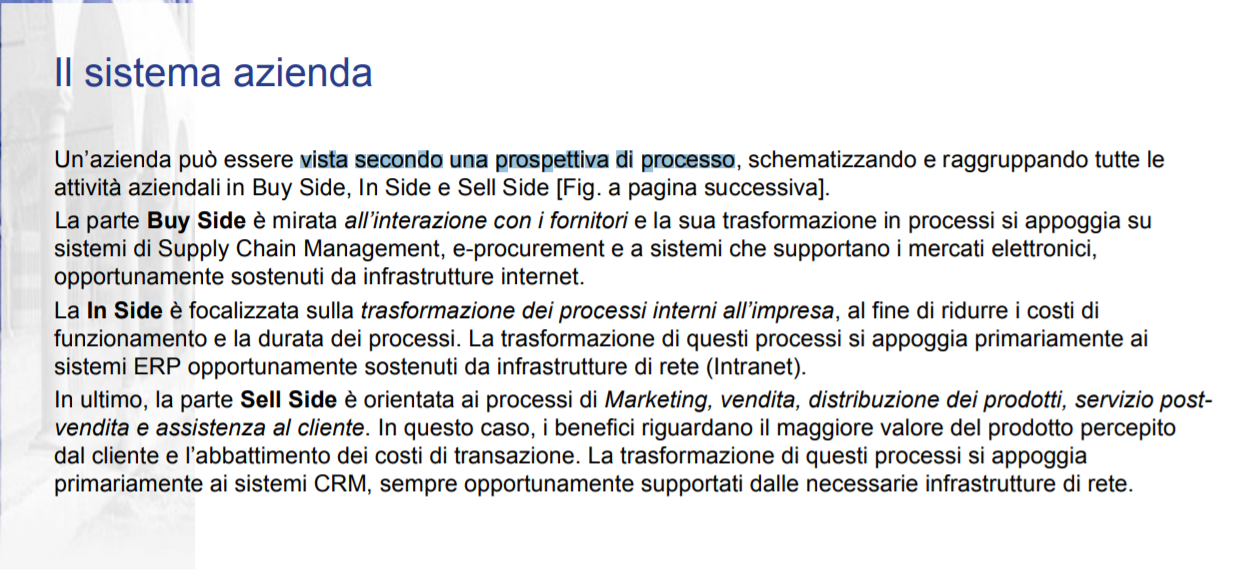 Il sistema azienda
Un’azienda può essere vista secondo una prospettiva di processo, schematizzando e raggruppando tutte le
attività aziendali in Buy Side, In Side e Sell Side [Fig. a pagina successiva].
La parte Buy Side è mirata all’interazione con i fornitori e la sua trasformazione in processi si appoggia su
sistemi di Supply Chain Management, e-procurement e a sistemi che supportano i mercati elettronici,
opportunamente sostenuti da infrastrutture internet.
La In Side è focalizzata sulla trasformazione dei processi interni all’impresa, al fine di ridurre i costi di
funzionamento e la durata dei processi. La trasformazione di questi processi si appoggia primariamente ai
sistemi ERP opportunamente sostenuti da infrastrutture di rete (Intranet).
In ultimo, la parte Sell Side è orientata ai processi di Marketing, vendita, distribuzione dei prodotti, servizio post-
vendita e assistenza al cliente. In questo caso, i benefici riguardano il maggiore valore del prodotto percepito
dal cliente e l’abbattimento dei costi di transazione. La trasformazione di questi processi si appoggia
primariamente ai sistemi CRM, sempre opportunamente supportati dalle necessarie infrastrutture di rete.